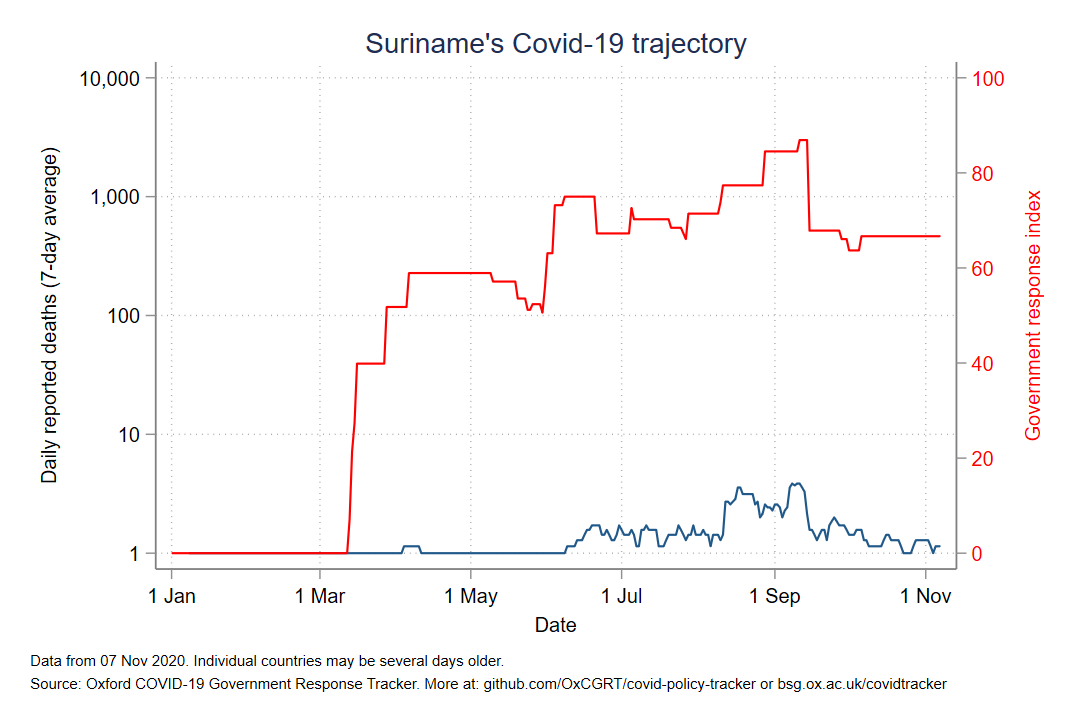 Suriname's Covid-19 trajectory
Daily reported deaths (7-day average)
10,000
1,000
100
10
1
100
80
60
40
20
0
Government response index
1 Jan
1 Mar
1 May
1 Jul
1 Sep
1 Nov
Date
Data from 07 Nov 2020. Individual countries may be several days older.
Source: Oxford COVID-19 Government Response Tracker. More at: github.com/OxCGRT/covid-policy-tracker or bsg.ox.ac.uk/covidtracker